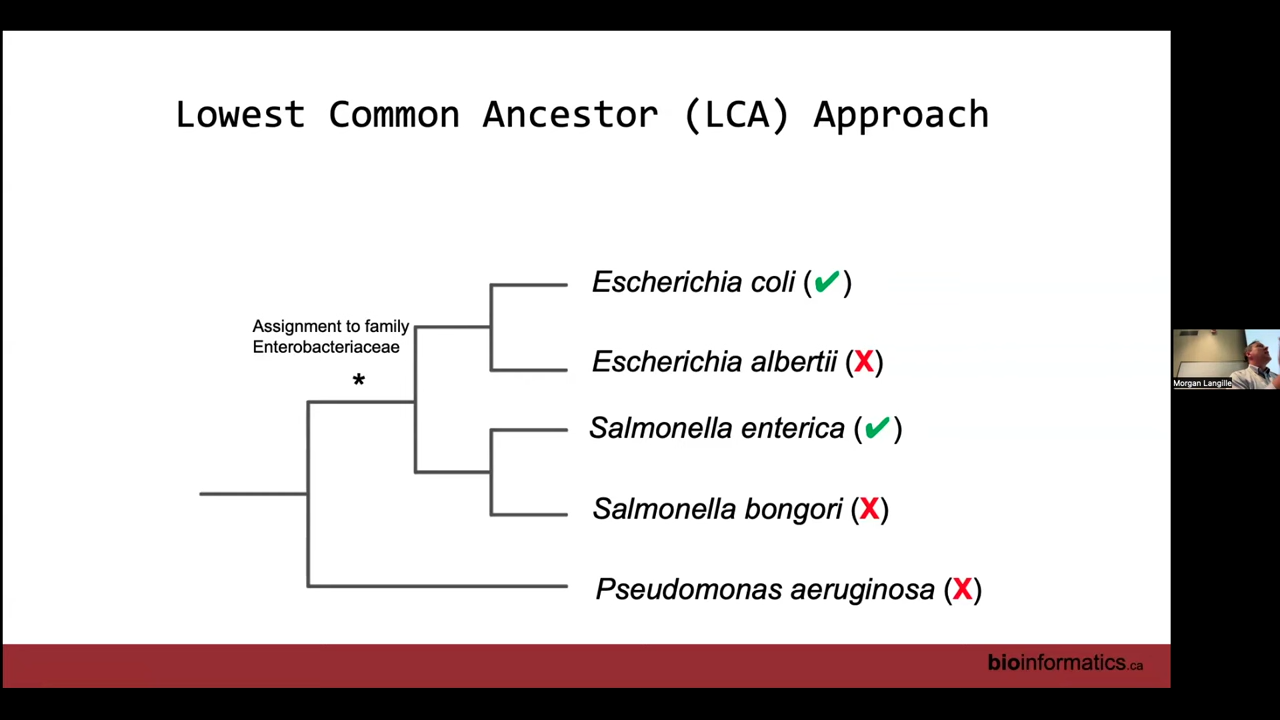 Lowest Common Ancestor (LCA) Approach
Escherichia coli (✔)
Assignment to family
Enterobacteriaceae
*
Escherichia albertii (X)
Salmonella enterica (✔)
Salmonella bongori (X)
Pseudomonas aeruginosa (X)
bioinformatics.ca
Morgan Langille